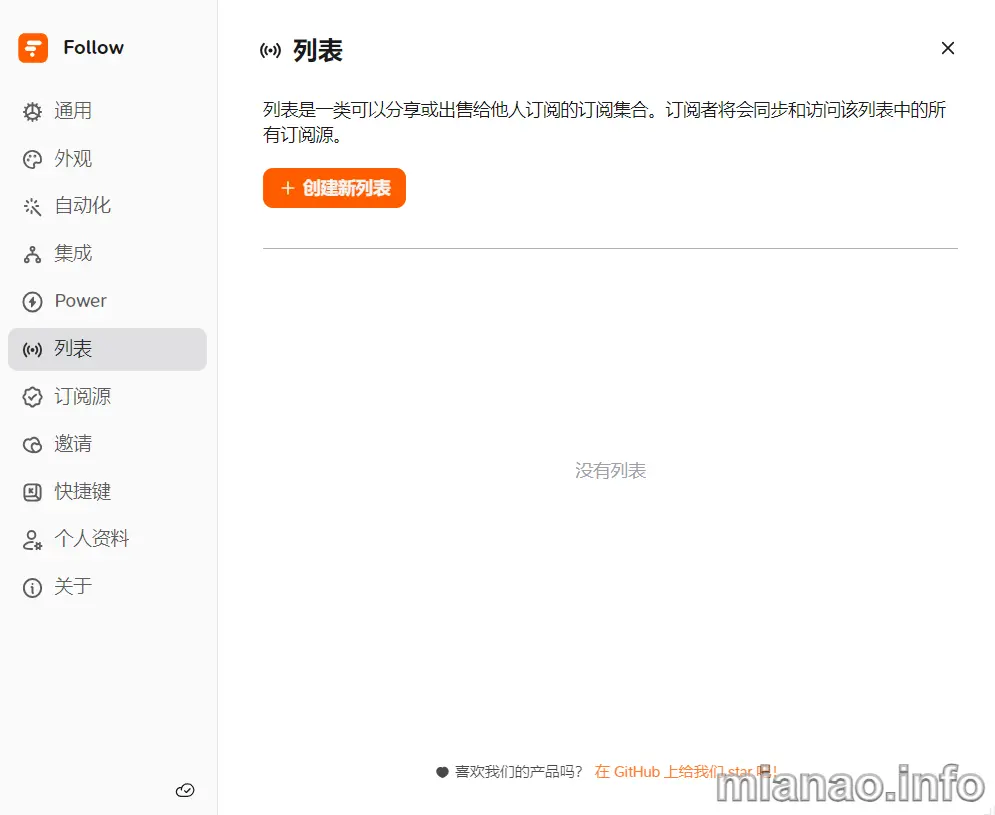 Follow
通用
外观
自动化
集成
Power
列表
订阅源
邀请
快捷键
个人资料
关于
列表
列表是一类可以分享或出售给他人订阅的订阅集合。订阅者将会同步和访问该列表中的所
有订阅源。
+ 创建新列表
没有列表
喜欢我们的产品吗? 在 GitHub 上给我们 star 吧!
mianao.info